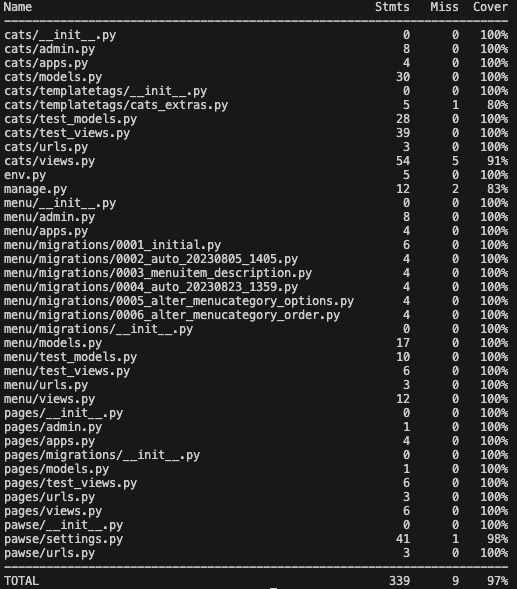 Name Stmts Miss Cover
cats/__init__.py 0 0 100%
cats/admin.py 8 0 100%
cats/apps.py 4 0 100%
cats/models.py 30 0 100%
cats/templatetags/__init__.py 0 0 100%
cats/templatetags/cats_extras.py 5 1 80%
cats/test_models.py 28 0 100%
cats/test_views.py 39 0 100%
cats/urls.py 3 0 100%
cats/views.py 54 5 91%
env.py 5 0 100%
manage.py 12 2 83%
menu/__init__.py 0 0 100%
menu/admin.py 8 0 100%
menu/apps.py 4 0 100%
menu/migrations/0001_initial.py 6 0 100%
menu/migrations/0002_auto_20230805_1405.py 4 0 100%
menu/migrations/0003_menuitem_description.py 4 0 100%
menu/migrations/0004_auto_20230823_1359.py 4 0 100%
menu/migrations/0005_alter_menucategory_options.py 4 0 100%
menu/migrations/0006_alter_menucategory_order.py 4 0 100%
menu/migrations/__init__.py 0 0 100%
menu/models.py 17 0 100%
menu/test_models.py 10 0 100%
menu/test_views.py 6 0 100%
menu/urls.py 3 0 100%
menu/views.py 12 0 100%
pages/__init__.py 0 0 100%
pages/admin.py 1 0 100%
pages/apps.py 4 0 100%
pages/migrations/__init__.py 0 0 100%
pages/models.py 1 0 100%
pages/test_views.py 6 0 100%
pages/urls.py 3 0 100%
pages/views.py 6 0 100%
pawse/__init__.py 0 0 100%
pawse/settings.py 41 1 98%
pawse/urls.py 3 0 100%
TOTAL 339 9 97%